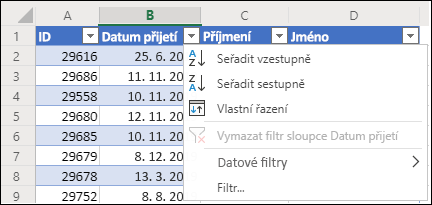 A B C D
1 ID Datum přijetí Příjmení Jméno
2 29616 25. 6. 20
3 29686 11. 11. 20
4 29558 10. 11. 20
5 29680 12. 11. 20
6 29685 10. 11. 20
7 29679 8. 12. 20
8 29678 13. 3. 20
9 29752 8. 8. 20
A Z Seřadit vzestupně
Z A Seřadit sestupně
Vlastní řazení
Vymazat filtr sloupce Datum přijetí
Datové filtry
Filtr...